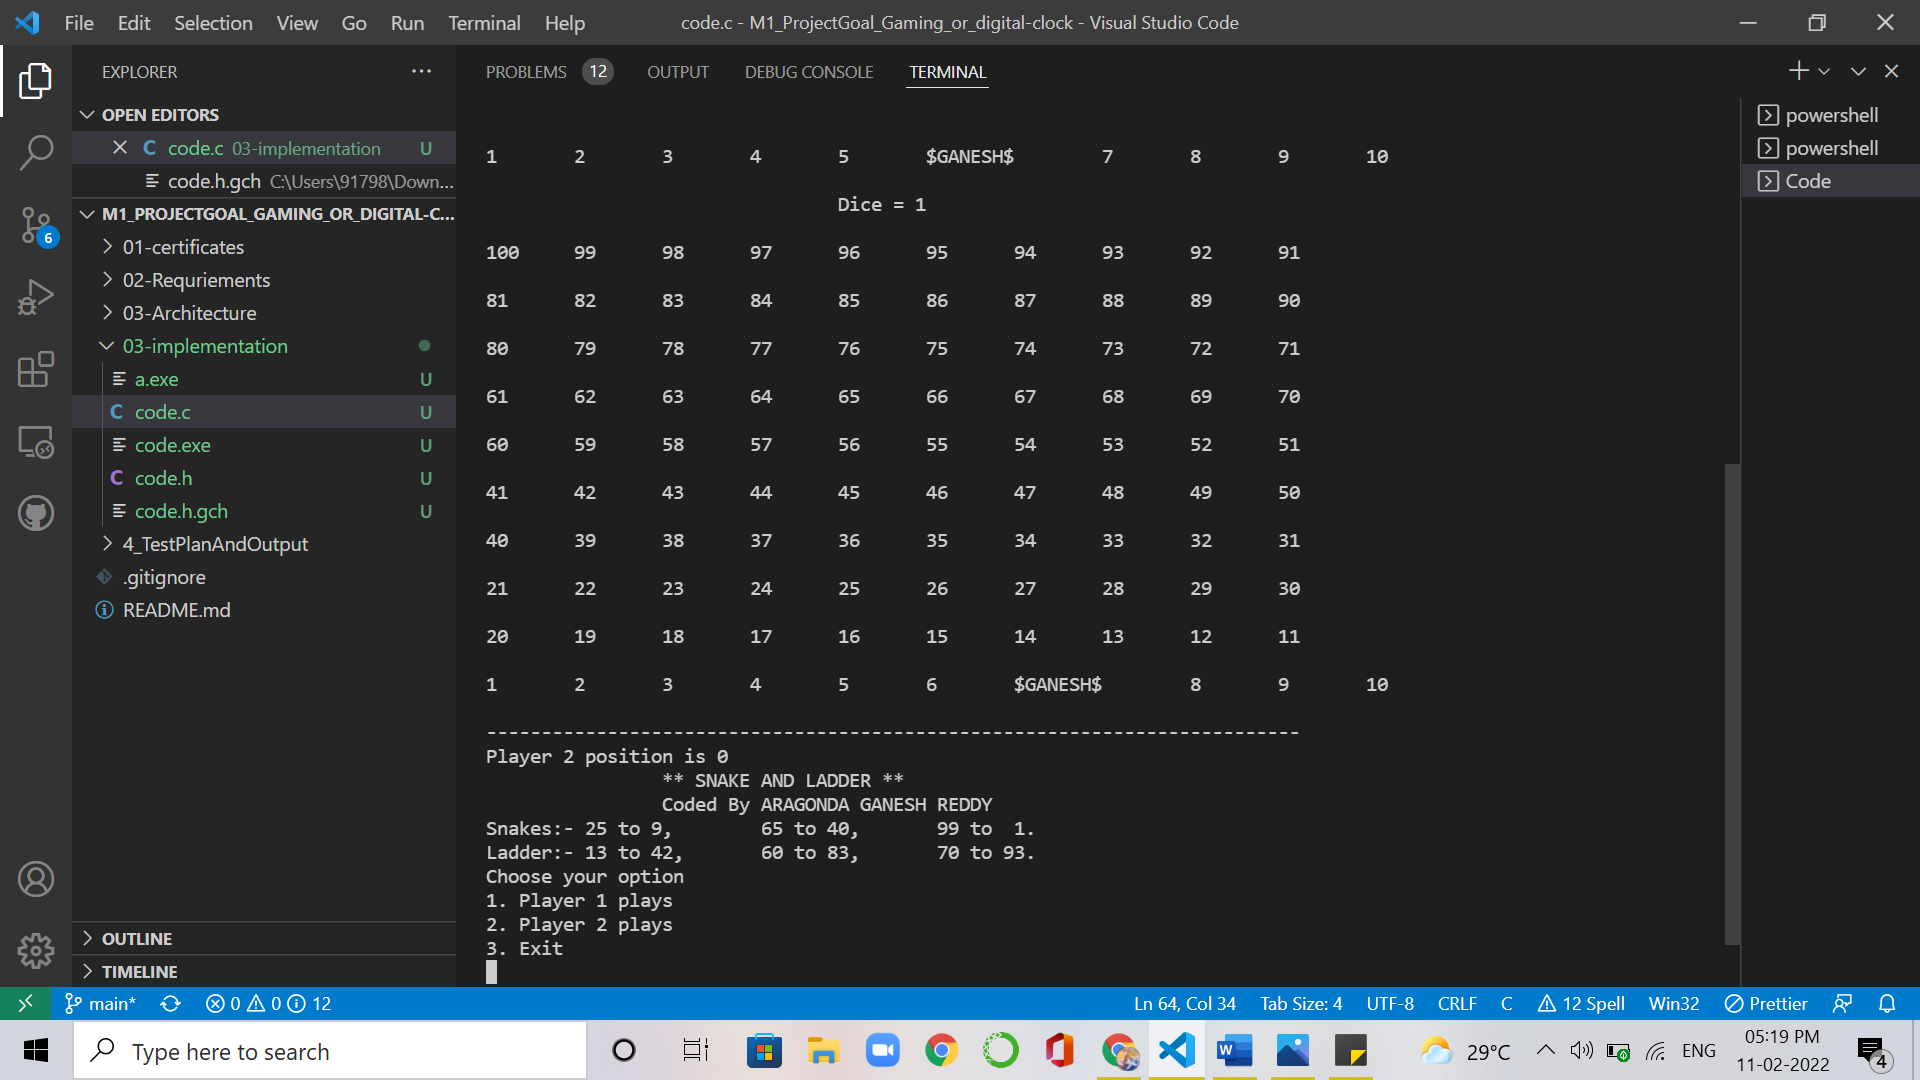 File Edit Selection View Go Run Terminal Help code.c - M1_ProjectGoal_Gaming_or_digital-clock - Visual Studio Code
EXPLORER
OPEN EDITORS
code.c 03-implementation U
code.h.gch C:\Users\91798\Down...
M1_PROJECTGOAL_GAMING_OR_DIGITAL-C...
01-certificates
02-Requriements
03-Architecture
03-implementation
a.exe U
code.c U
code.exe U
code.h U
code.h.gch U
4_TestPlanAndOutput
.gitignore
README.md
OUTLINE
TIMELINE
6
PROBLEMS 12 OUTPUT DEBUG CONSOLE TERMINAL
1 2 3 4 5 $GANESH$ 7 8 9 10
Dice = 1
100 99 98 97 96 95 94 93 92 91
81 82 83 84 85 86 87 88 89 90
80 79 78 77 76 75 74 73 72 71
61 62 63 64 65 66 67 68 69 70
60 59 58 57 56 55 54 53 52 51
41 42 43 44 45 46 47 48 49 50
40 39 38 37 36 35 34 33 32 31
21 22 23 24 25 26 27 28 29 30
20 19 18 17 16 15 14 13 12 11
1 2 3 4 5 6 $GANESH$ 8 9 10
--------------------------------------------------------------------------
Player 2 position is 0
** SNAKE AND LADDER **
Coded By ARAGONDA GANESH REDDY
Snakes:- 25 to 9, 65 to 40, 99 to 1.
Ladder:- 13 to 42, 60 to 83, 70 to 93.
Choose your option
1. Player 1 plays
2. Player 2 plays
3. Exit
powershell
powershell
Code
main* 0 0 12 Ln 64, Col 34 Tab Size: 4 UTF-8 CRLF C 12 Spell Win32 Prettier
Type here to search
29°C ENG
05:19 PM
11-02-2022
4